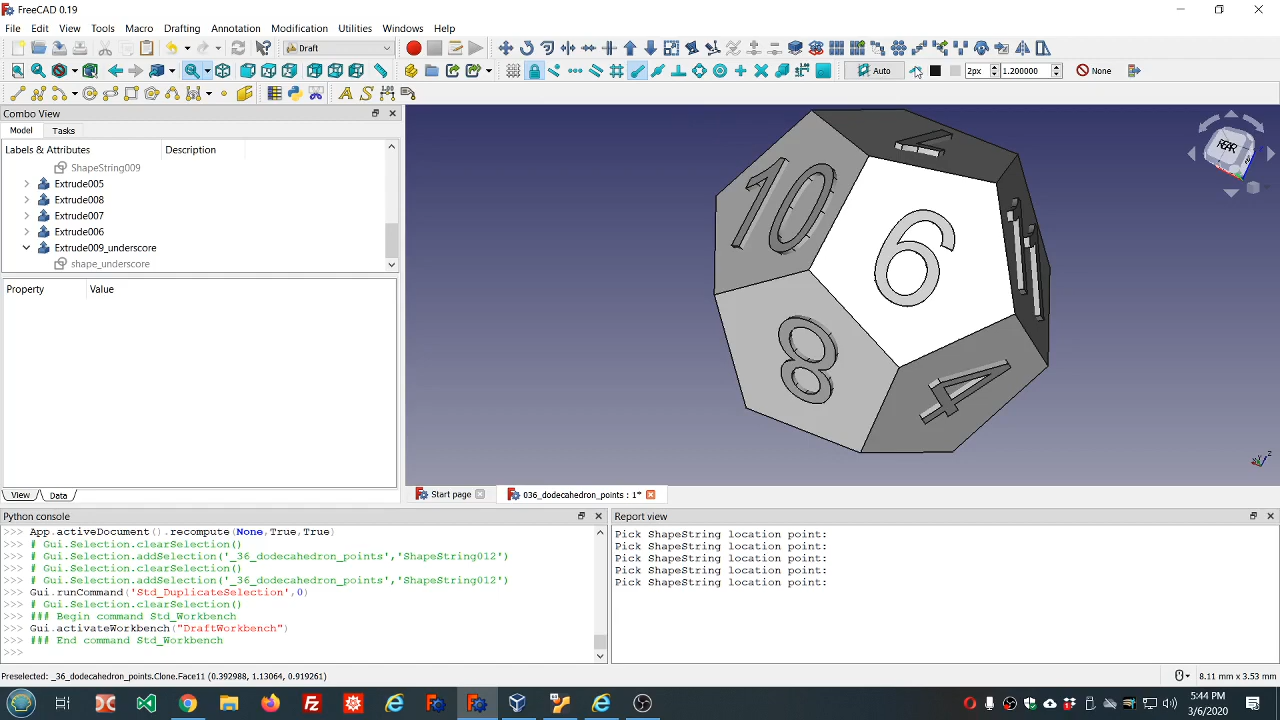 FreeCAD 0.19
File Edit View Tools Macro Drafting Annotation Modification Utilities Windows Help
Draft
Auto 2px 1.200000 None
Combo View
Model Tasks
Labels & Attributes Description
ShapeString009
Extrude005
Extrude008
Extrude007
Extrude006
Extrude009_underscore
shape_underscore
Property Value
View Data
REAR
10
6
8
4
Start page 036_dodecahedron_points : 1*
Python console
>>> App.activeDocument().recompute(None,True,True)
>>> # Gui.Selection.clearSelection()
>>> # Gui.Selection.addSelection('_36_dodecahedron_points','ShapeString012')
>>> # Gui.Selection.clearSelection()
>>> # Gui.Selection.addSelection('_36_dodecahedron_points','ShapeString012')
>>> Gui.runCommand('Std_DuplicateSelection',0)
>>> # Gui.Selection.clearSelection()
>>> ### Begin command Std_Workbench
>>> Gui.activateWorkbench("DraftWorkbench")
>>> ### End command Std_Workbench
>>>
Report view
Pick ShapeString location point:
Pick ShapeString location point:
Pick ShapeString location point:
Pick ShapeString location point:
Pick ShapeString location point:
Preselected: _36_dodecahedron_points.Clone.Face11 (0.392988, 1.13064, 0.919261)
8.11 mm x 3.53 mm
5:44 PM
Friday
3/6/2020